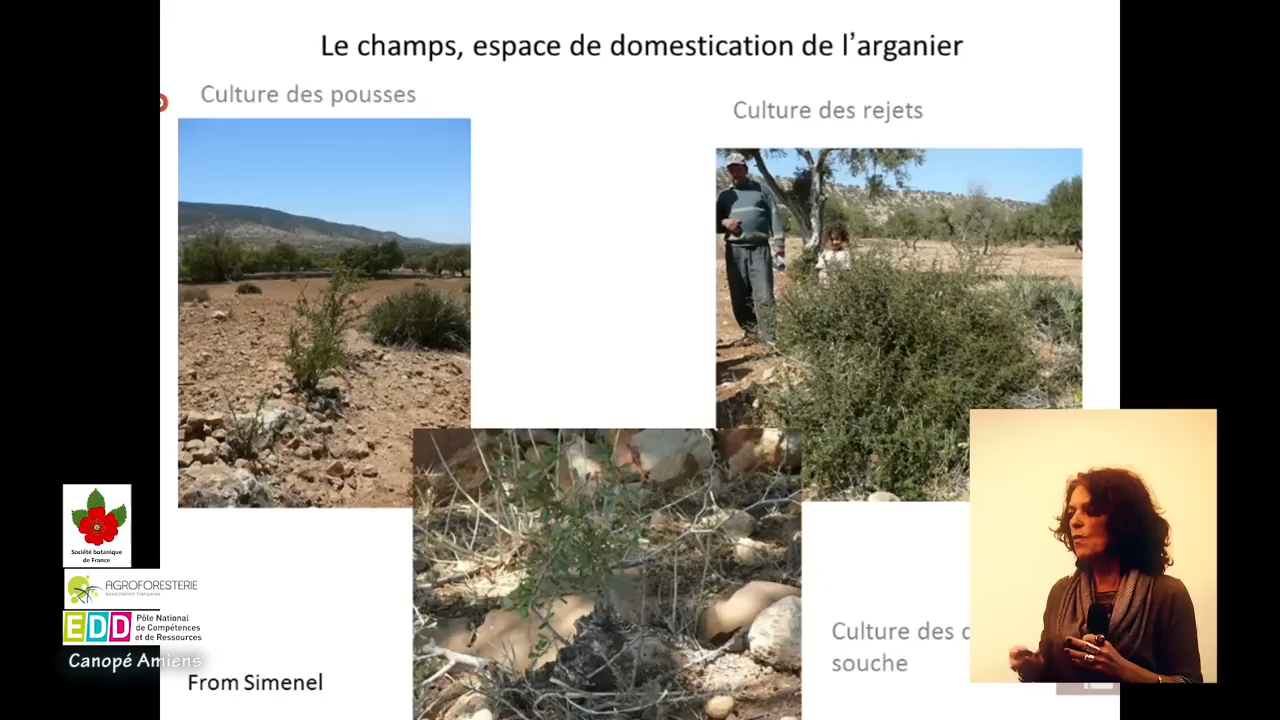 Le champs, espace de domestication de l’arganier
Culture des pousses
Culture des rejets
Culture des
souche
From Simenel
Société botanique
de France
AGROFORESTERIE
association française
EDD
Pôle National
de Compétences
et de Ressources
Canopé Amiens